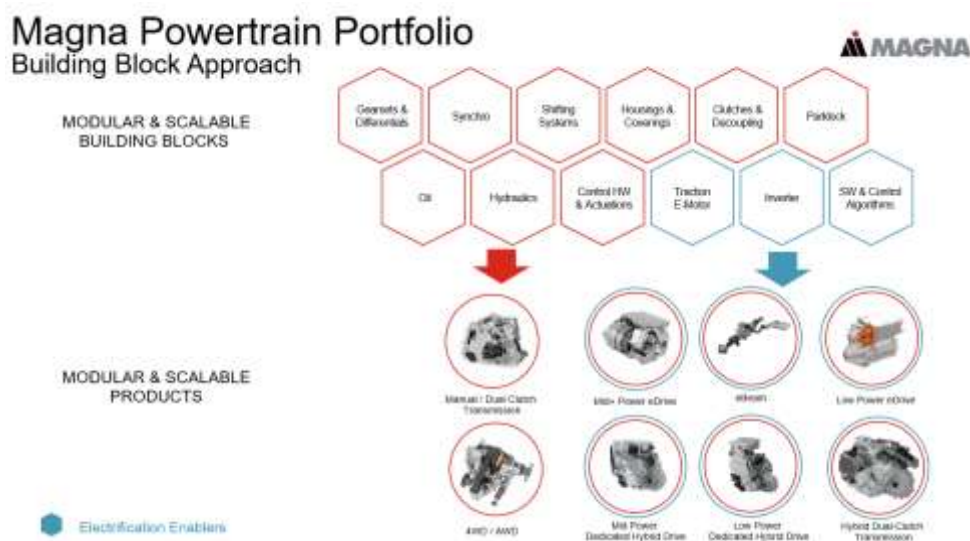 Magna Powertrain Portfolio
Building Block Approach
MAGNA
MODULAR & SCALABLE
BUILDING BLOCKS
Gearsets &
Differentials
Synchro
Shifting
Systems
Housings &
Coverings
Clutches &
Decoupling
Parklock
Oil
Hydraulics
Control HW
& Actuations
Traction
E-Motor
Inverter
SW & Control
Algorithms
MODULAR & SCALABLE
PRODUCTS
Manual / Dual-Clutch
Transmission
Mid+ Power eDrive
eBeam
Low Power eDrive
4WD / AWD
Mid Power
Dedicated Hybrid Drive
Low Power
Dedicated Hybrid Drive
Hybrid Dual-Clutch
Transmission
Electrification Enablers